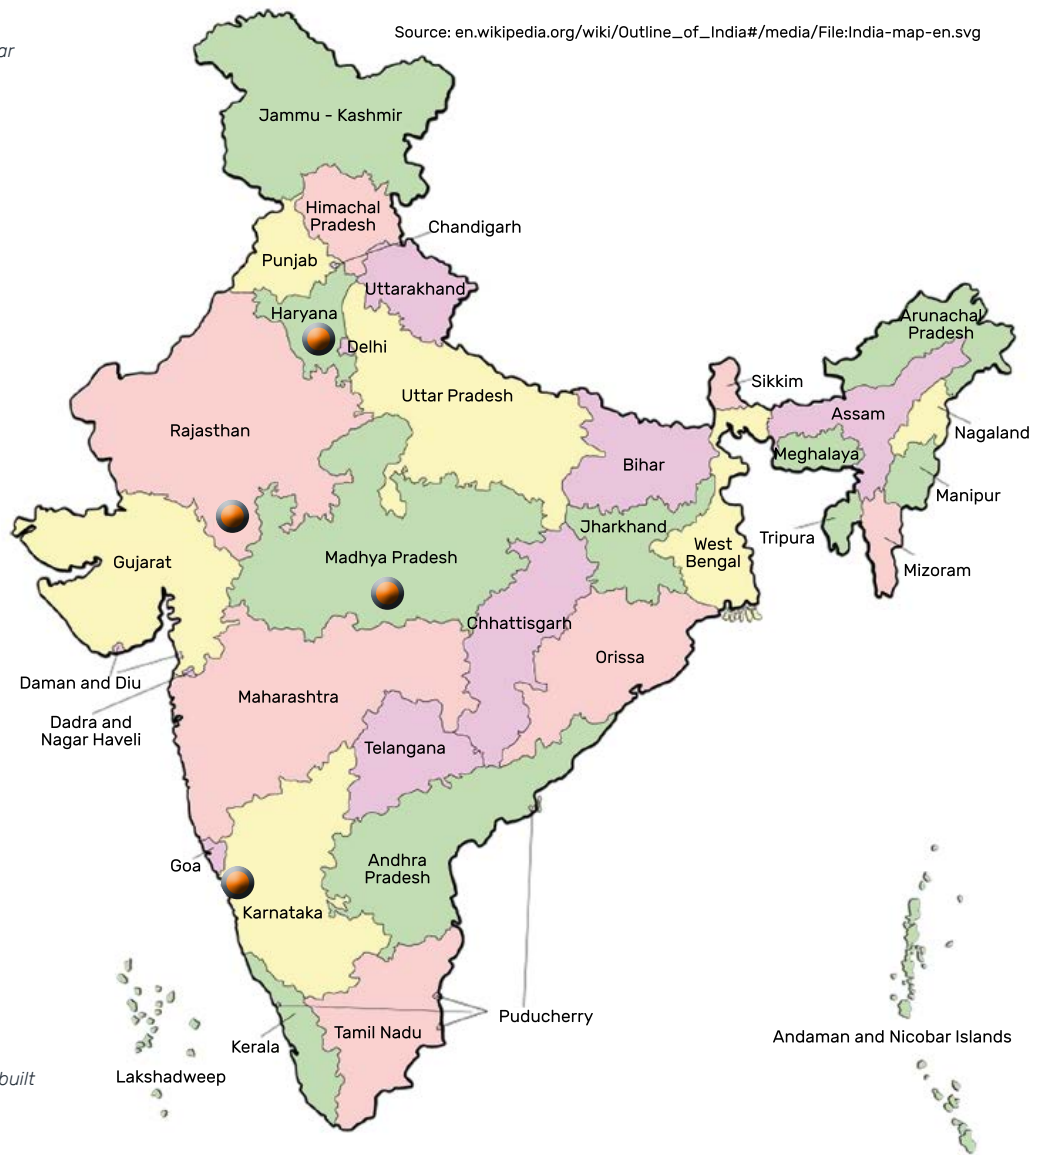 ar
Source: en.wikipedia.org/wiki/Outline_of_India#/media/File:India-map-en.svg
Jammu - Kashmir
Himachal
Pradesh
Chandigarh
Punjab
Uttarakhand
Haryana
Delhi
Arunachal
Pradesh
Sikkim
Uttar Pradesh
Rajasthan
Assam
Nagaland
Meghalaya
Bihar
Manipur
Jharkhand
Tripura
West
Bengal
Madhya Pradesh
Gujarat
Mizoram
Chhattisgarh
Orissa
Daman and Diu
Maharashtra
Dadra and
Nagar Haveli
Telangana
Goa
Andhra
Pradesh
Karnataka
Puducherry
Tamil Nadu
Andaman and Nicobar Islands
Kerala
Lakshadweep
built